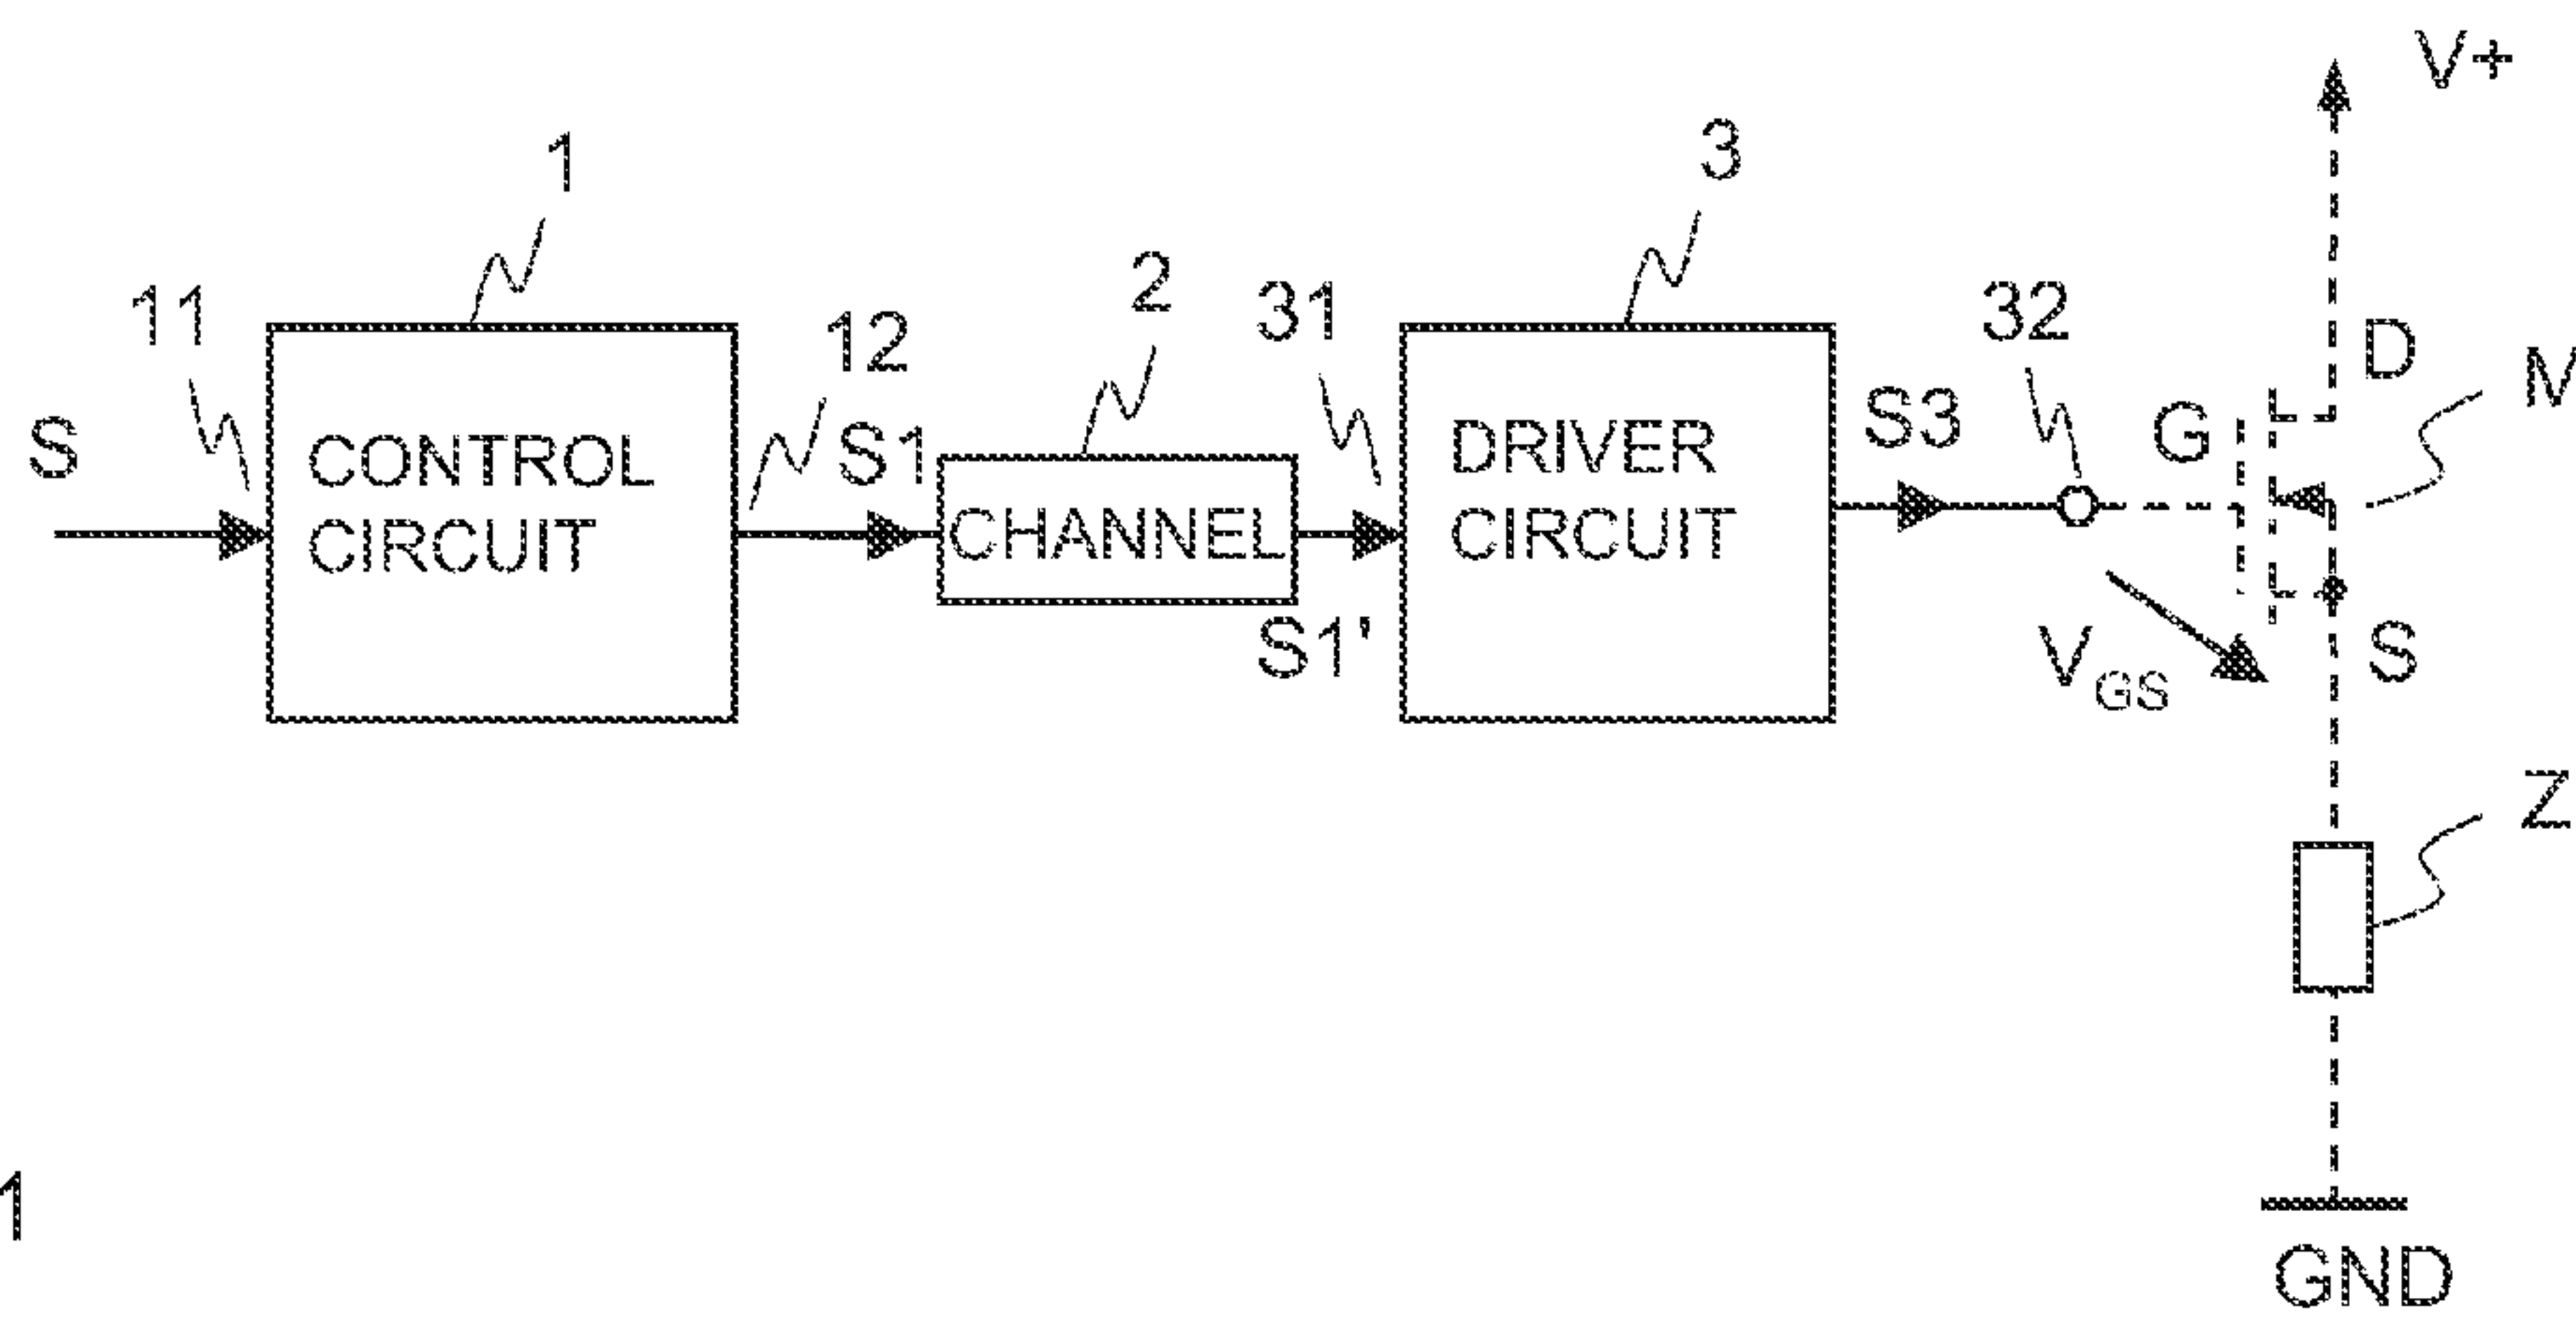 V+
1
3
2
11
31
32
12
D
M
S
S1
S3
G
CONTROL
CIRCUIT
CHANNEL
DRIVER
CIRCUIT
S1'
VGS
S
Z
1
GND